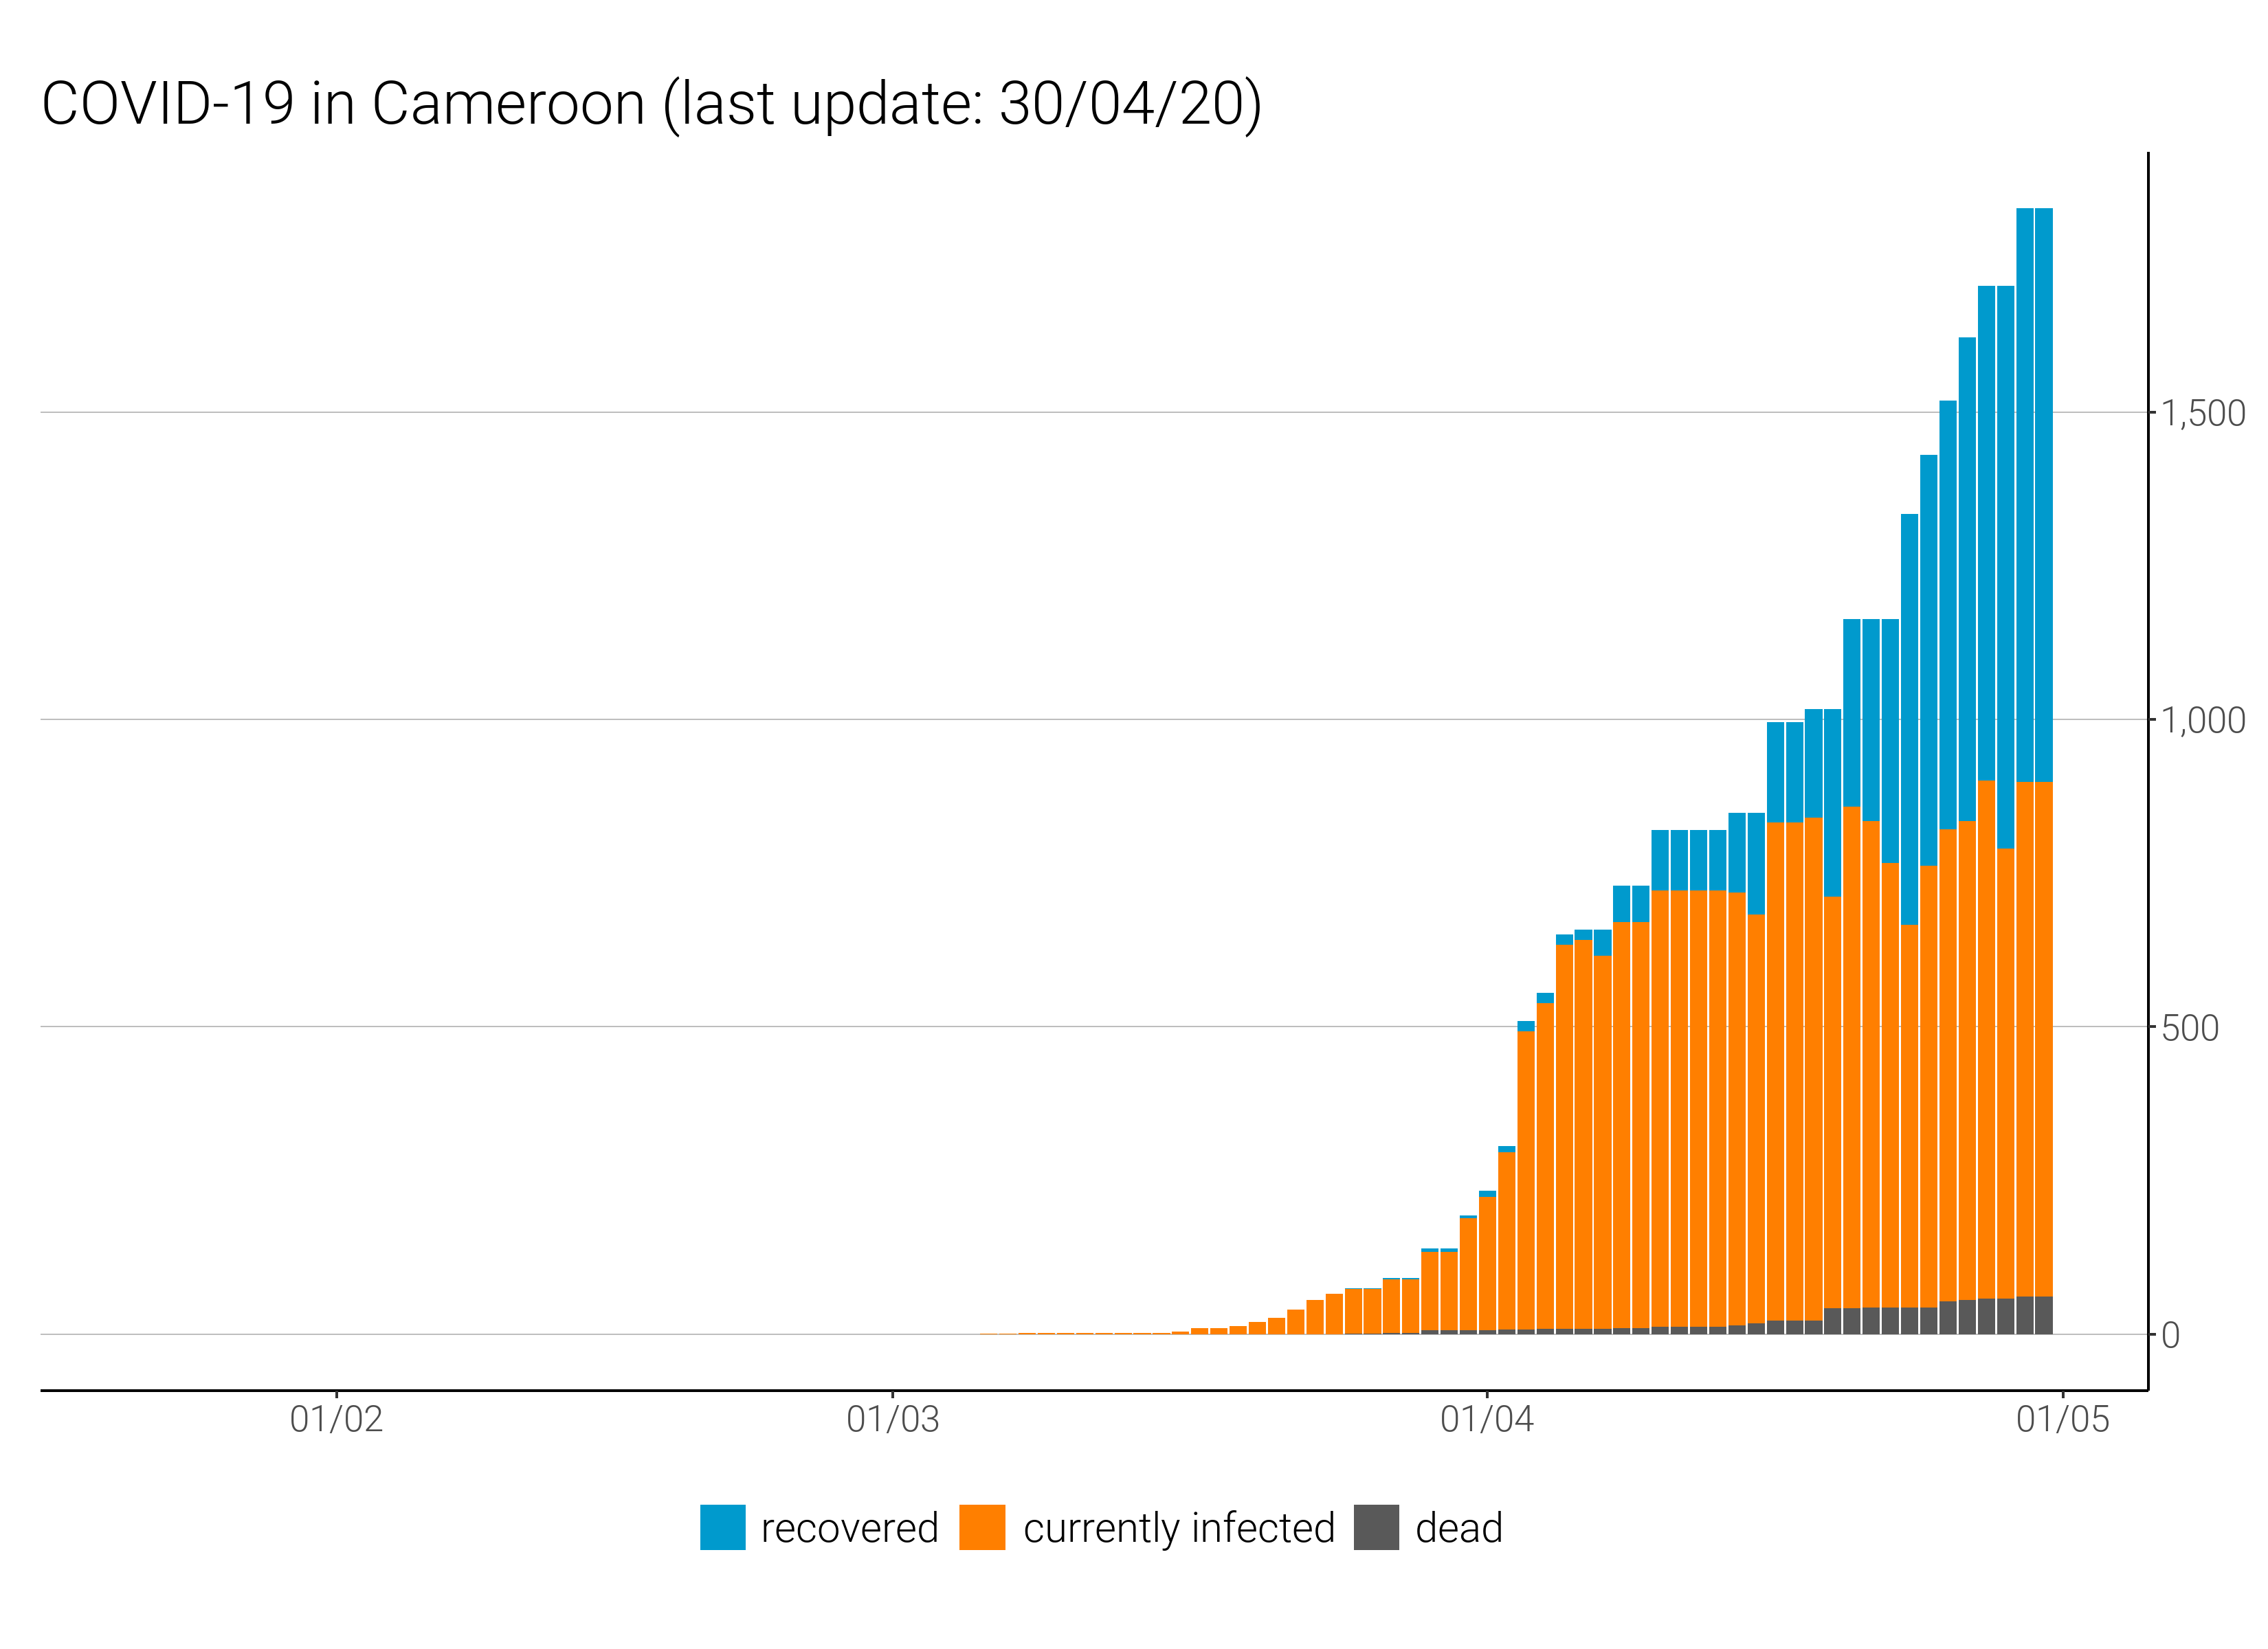 COVID-19 in Cameroon (last update: 30/04/20)
1,500
1,000
500
0
01/02 01/03 01/04 01/05
recovered currently infected dead